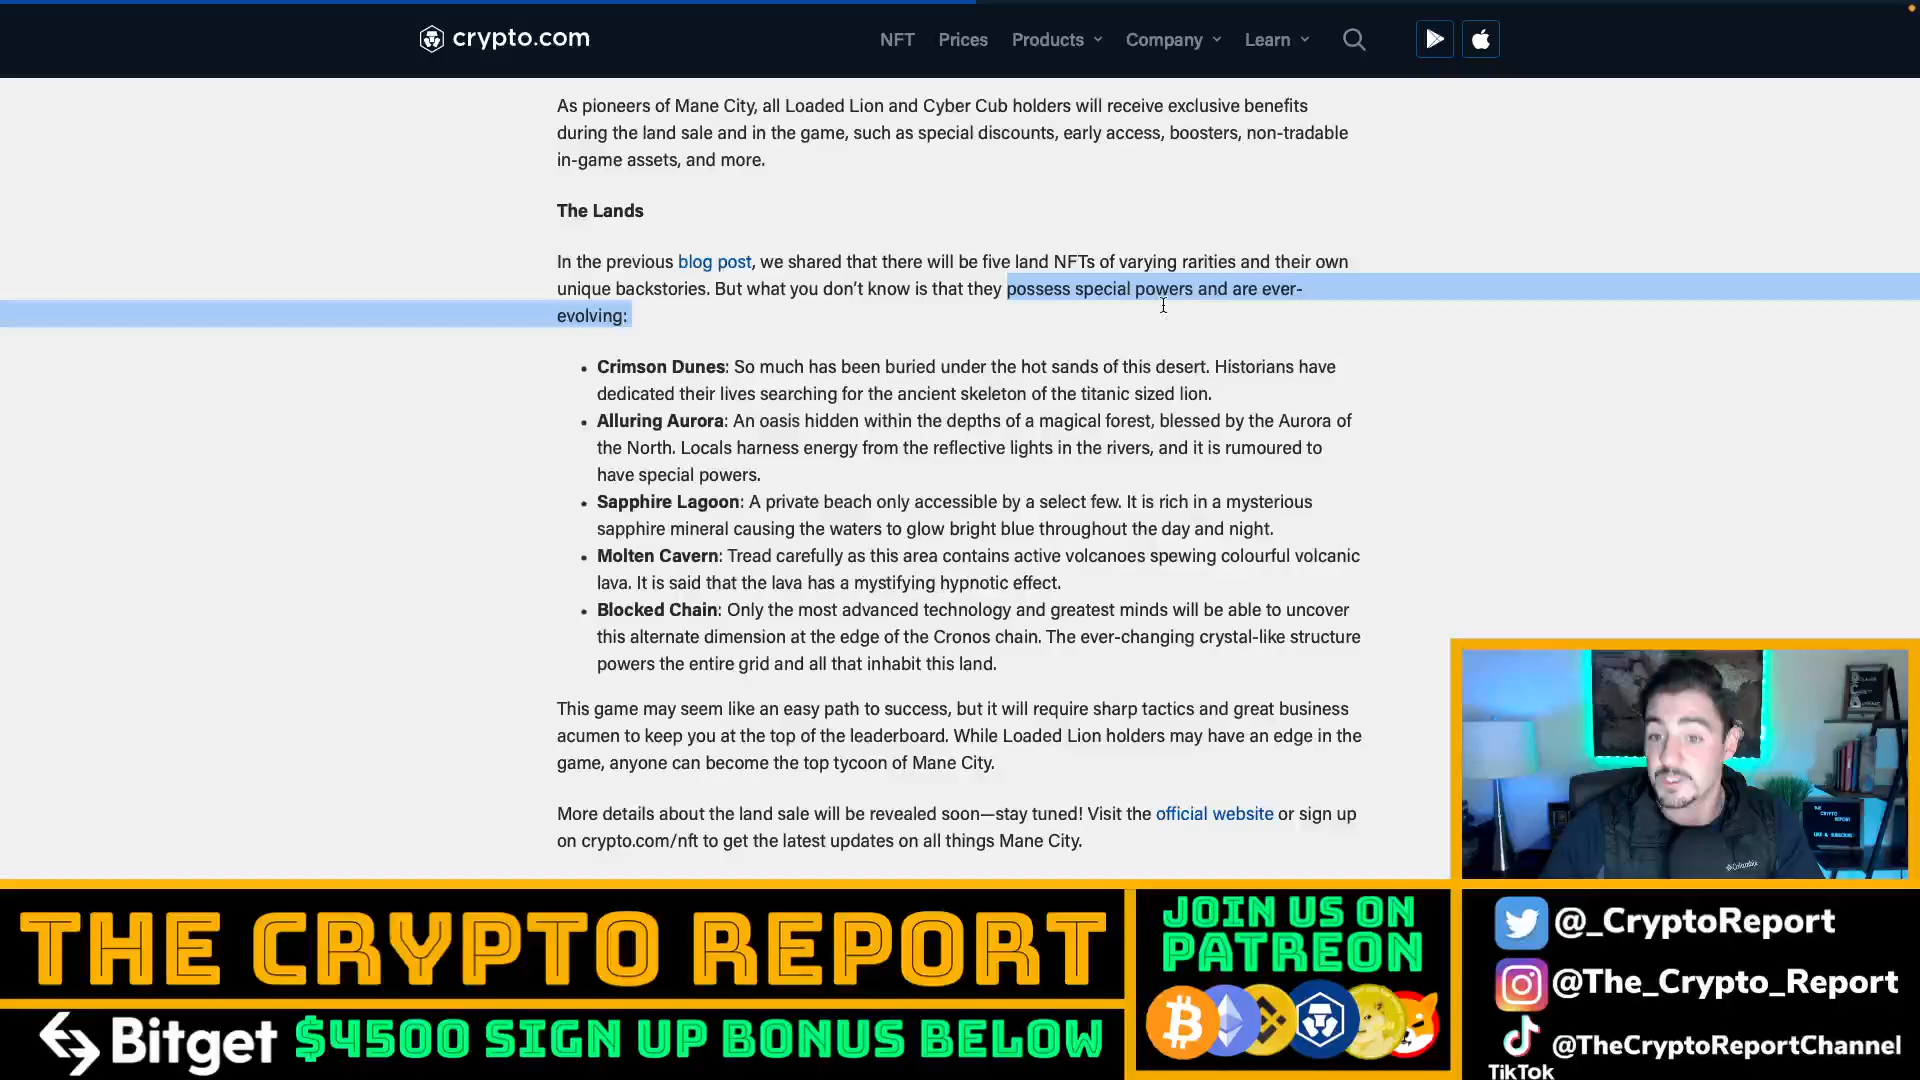 crypto.com
NFT Prices Products Company Learn
As pioneers of Mane City, all Loaded Lion and Cyber Cub holders will receive exclusive benefits
during the land sale and in the game, such as special discounts, early access, boosters, non-tradable
in-game assets, and more.
The Lands
In the previous blog post, we shared that there will be five land NFTs of varying rarities and their own
unique backstories. But what you don’t know is that they possess special powers and are ever-
evolving:
• Crimson Dunes: So much has been buried under the hot sands of this desert. Historians have
dedicated their lives searching for the ancient skeleton of the titanic sized lion.
• Alluring Aurora: An oasis hidden within the depths of a magical forest, blessed by the Aurora of
the North. Locals harness energy from the reflective lights in the rivers, and it is rumoured to
have special powers.
• Sapphire Lagoon: A private beach only accessible by a select few. It is rich in a mysterious
sapphire mineral causing the waters to glow bright blue throughout the day and night.
• Molten Cavern: Tread carefully as this area contains active volcanoes spewing colourful volcanic
lava. It is said that the lava has a mystifying hypnotic effect.
• Blocked Chain: Only the most advanced technology and greatest minds will be able to uncover
this alternate dimension at the edge of the Cronos chain. The ever-changing crystal-like structure
powers the entire grid and all that inhabit this land.
This game may seem like an easy path to success, but it will require sharp tactics and great business
acumen to keep you at the top of the leaderboard. While Loaded Lion holders may have an edge in the
game, anyone can become the top tycoon of Mane City.
More details about the land sale will be revealed soon—stay tuned! Visit the official website or sign up
on crypto.com/nft to get the latest updates on all things Mane City.
THE
CRYPTO
REPORT
LIKE & SUBSCRIBE
Columbia
THE CRYPTO REPORT
Bitget $4500 SIGN UP BONUS BELOW
JOIN US ON
PATREON
@_CryptoReport
@The_Crypto_Report
@TheCryptoReportChannel
TikTok